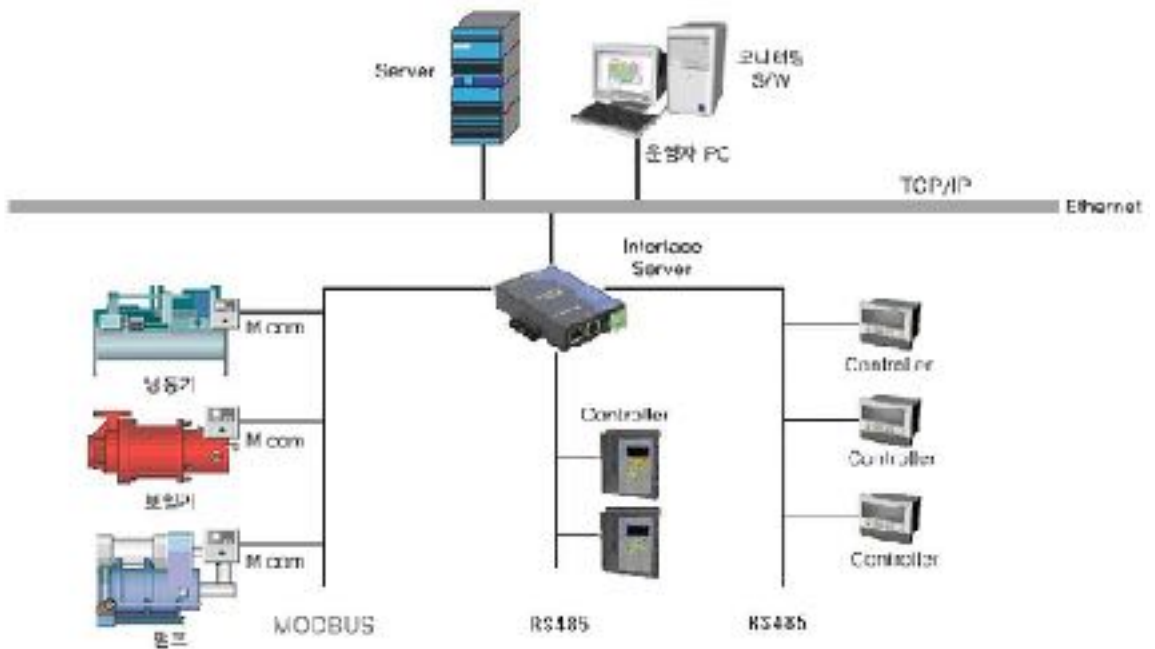 Server
모니터링
S/W
운영자 PC
TCP/IP
Ethernet
Interface
Server
M.com
냉동기
M.com
보일러
M.com
펌프
Controller
Controller
Controller
Controller
MODBUS
RS485
RS485